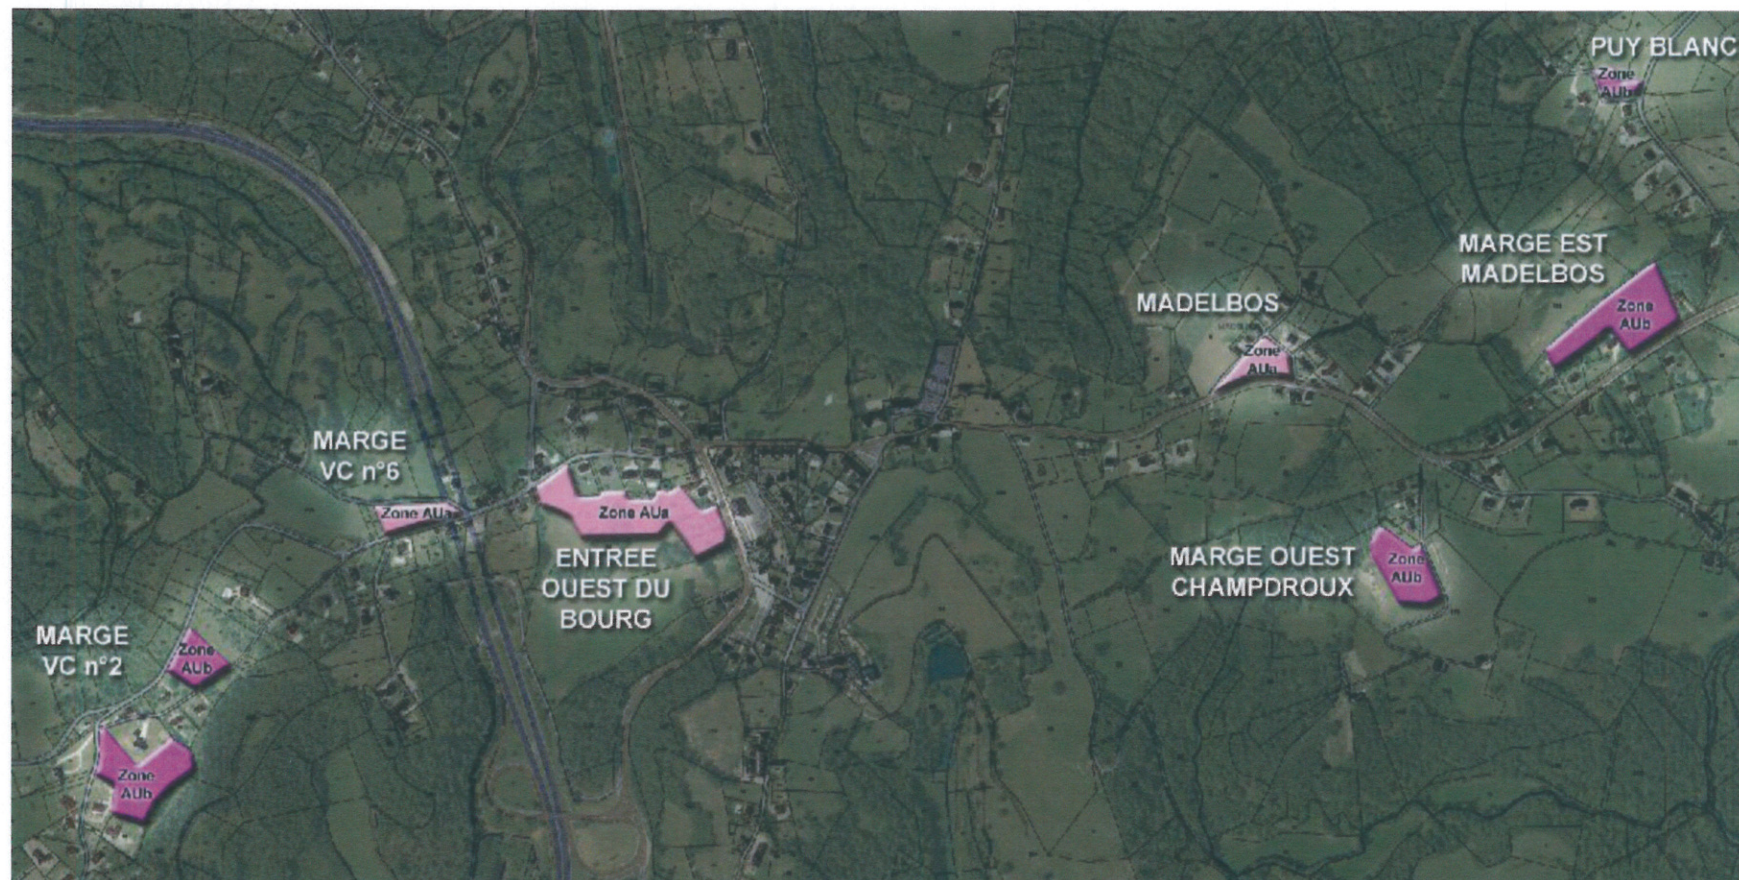 PUY BLANC
Zone
AUb
MARGE EST
MADELBOS
Zone
AUb
MADELBOS
Zone
AUa
MARGE
VC n°6
Zone AUa
Zone AUa
ENTREE
OUEST DU
BOURG
MARGE OUEST
CHAMPDROUX
Zone
AUb
MARGE
VC n°2
Zone
AUb
Zone
AUb